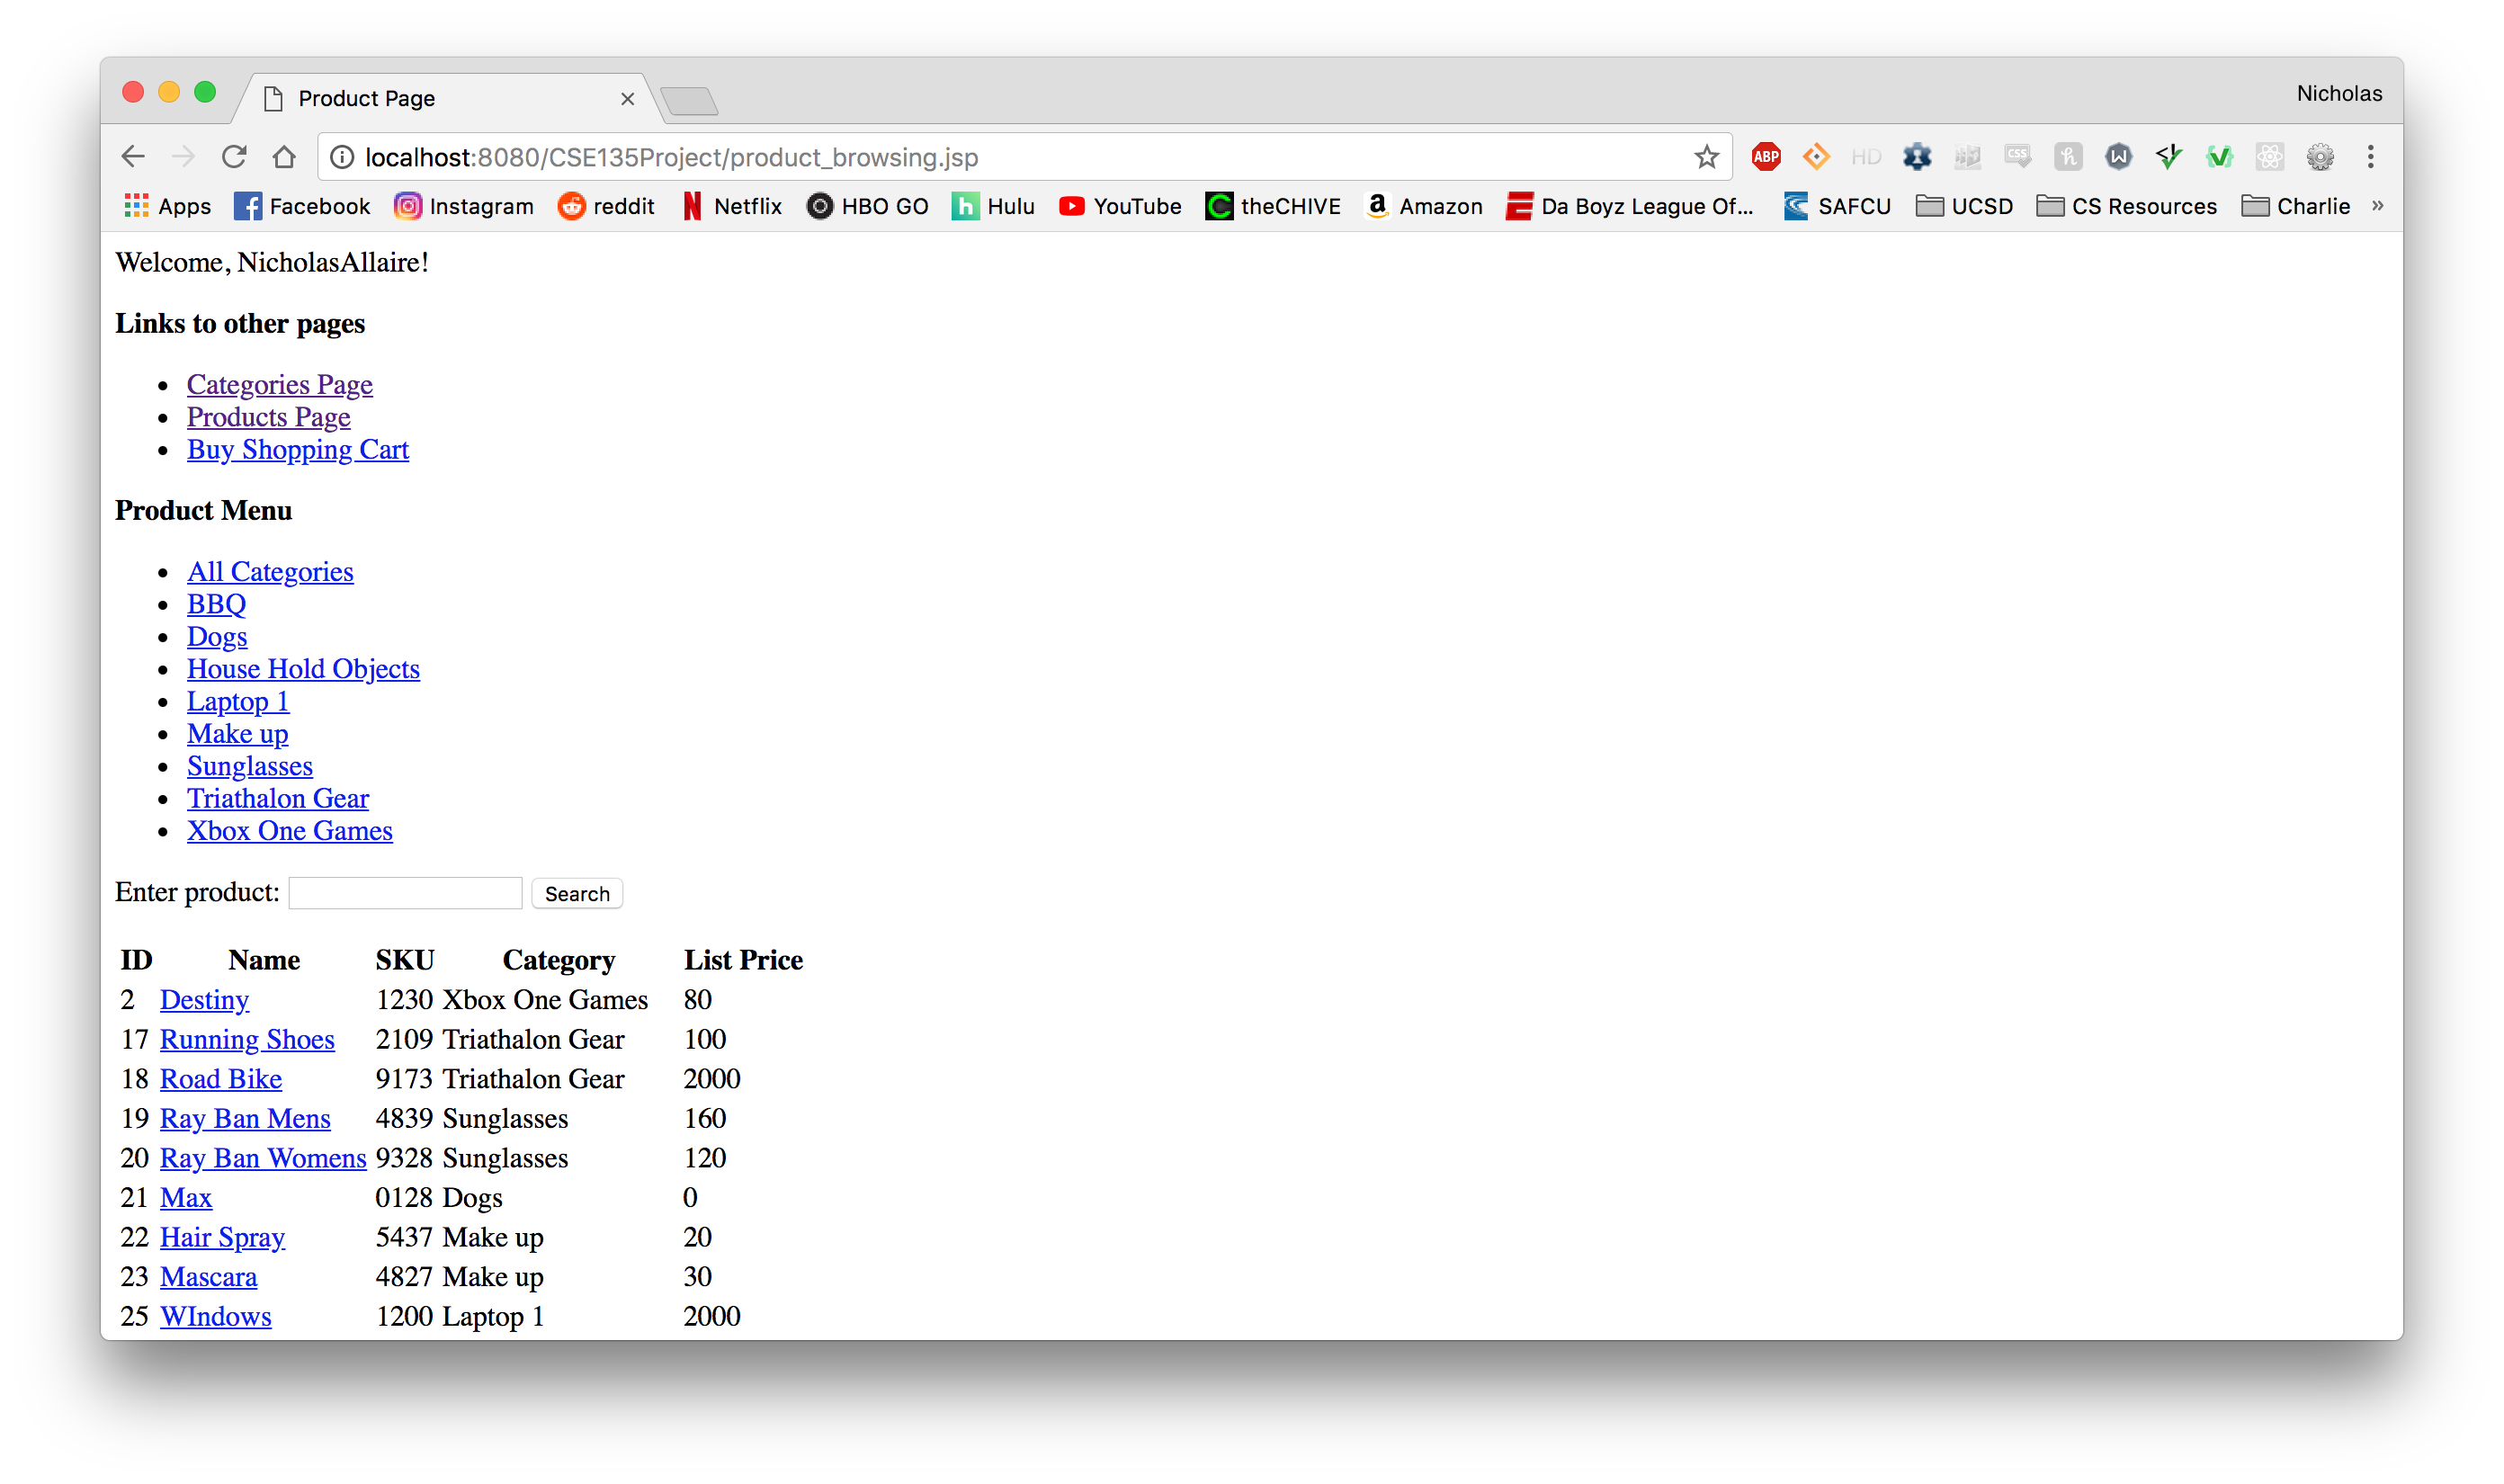 Product Page
Nicholas
localhost:8080/CSE135Project/product_browsing.jsp
ABP HD CSS
Apps Facebook Instagram reddit Netflix HBO GO Hulu YouTube theCHIVE Amazon Da Boyz League Of... SAFCU UCSD CS Resources Charlie »
Welcome, NicholasAllaire!
Links to other pages
• Categories Page
• Products Page
• Buy Shopping Cart
Product Menu
• All Categories
• BBQ
• Dogs
• House Hold Objects
• Laptop 1
• Make up
• Sunglasses
• Triathalon Gear
• Xbox One Games
Enter product: Search
ID Name SKU Category List Price
2 Destiny 1230 Xbox One Games 80
17 Running Shoes 2109 Triathalon Gear 100
18 Road Bike 9173 Triathalon Gear 2000
19 Ray Ban Mens 4839 Sunglasses 160
20 Ray Ban Womens 9328 Sunglasses 120
21 Max 0128 Dogs 0
22 Hair Spray 5437 Make up 20
23 Mascara 4827 Make up 30
25 WIndows 1200 Laptop 1 2000